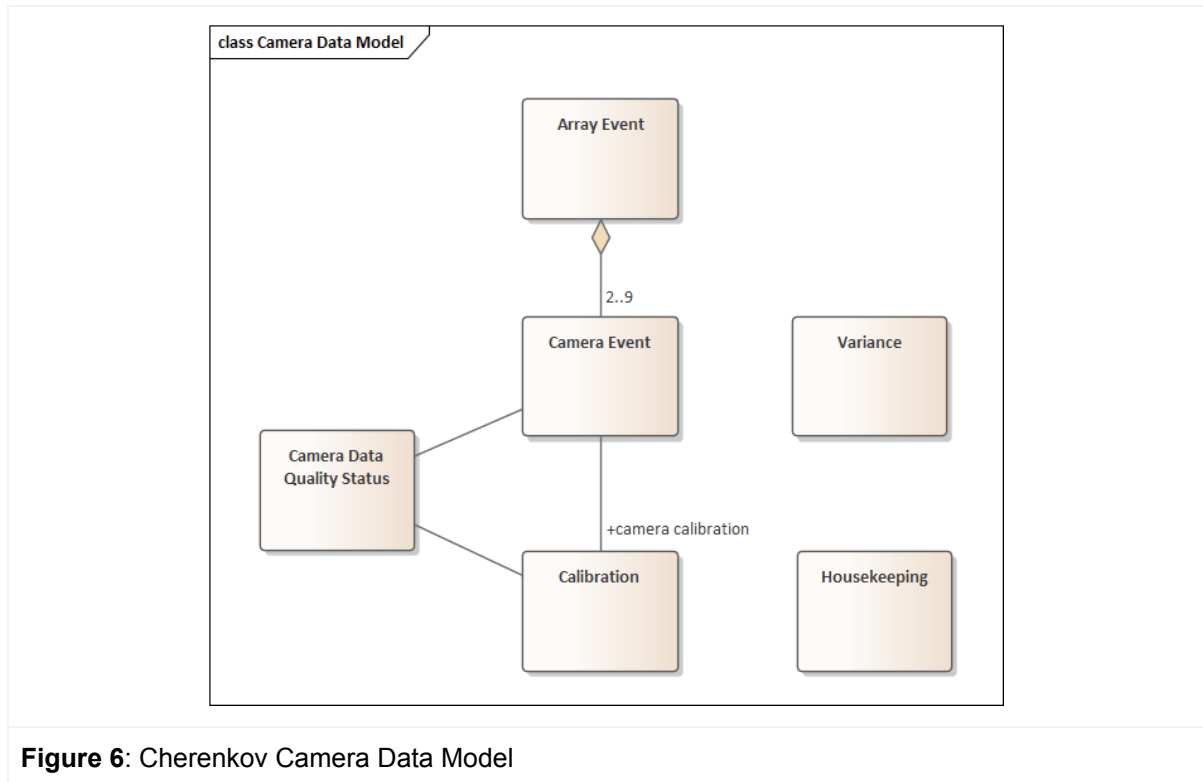 class Camera Data Model
Array Event
2..9
Camera Event
Variance
Camera Data
Quality Status
+camera calibration
Calibration
Housekeeping
Figure 6: Cherenkov Camera Data Model